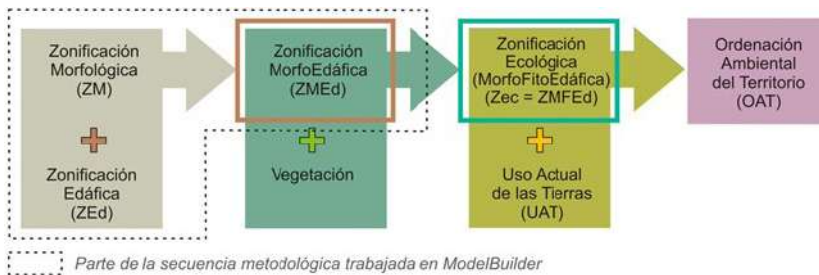 Zonificación
Morfológica
(ZM)
Zonificación
Edáfica
(ZEd)
Zonificación
MorfoEdáfica
(ZMEd)
Vegetación
Zonificación
Ecológica
(MorfoFitoEdáfica)
(Zec = ZMFEd)
Uso Actual
de las Tierras
(UAT)
Ordenación
Ambiental
del Territorio
(OAT)
Parte de la secuencia metodológica trabajada en ModelBuilder